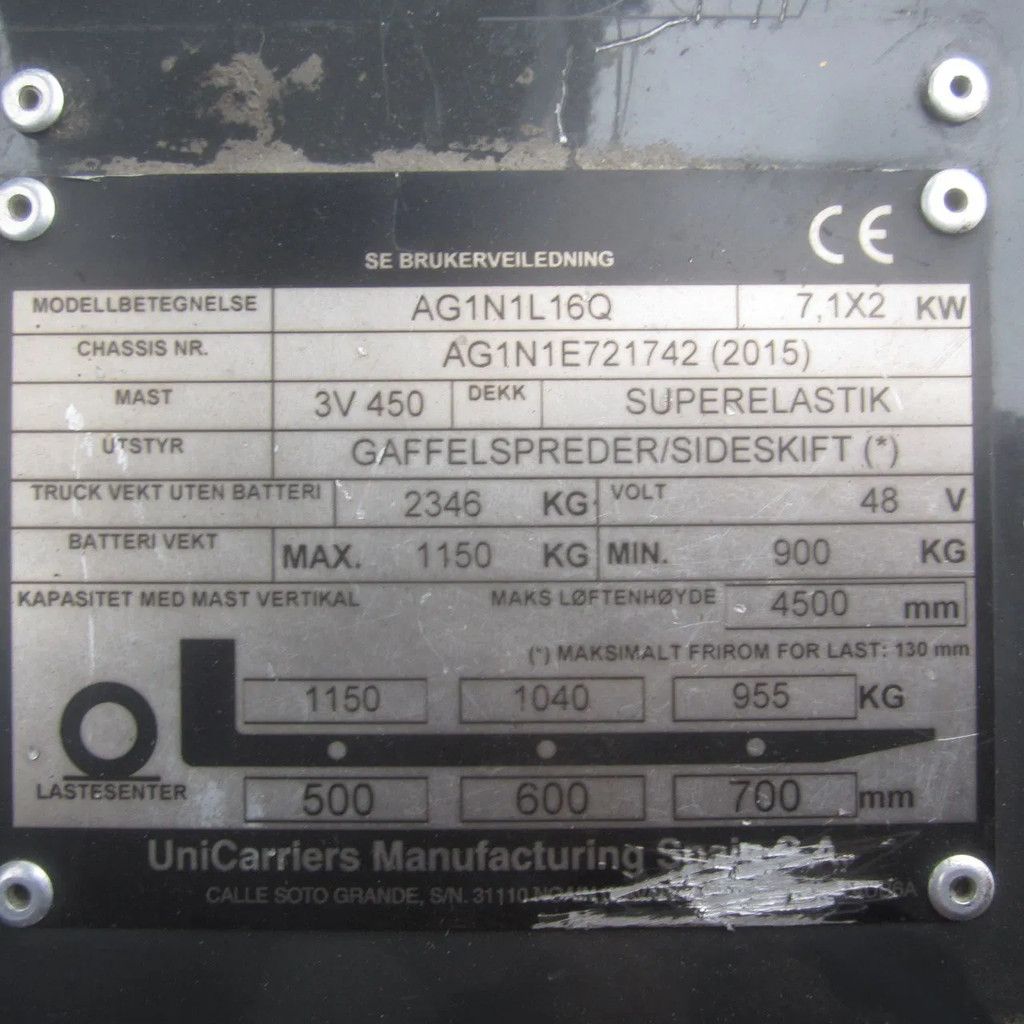 CE
SE BRUKERVEILEDNING
MODELLBETEGNELSE AG1N1L16Q 7,1X2 KW
CHASSIS NR. AG1N1E721742 (2015)
MAST 3V 450 DEKK SUPERELASTIK
UTSTYR GAFFELSPREDER/SIDESKIFT (*)
TRUCK VEKT UTEN BATTERI 2346 KG VOLT 48 V
BATTERI VEKT MAX. 1150 KG MIN. 900 KG
KAPASITET MED MAST VERTIKAL MAKS LØFTENHØYDE 4500 mm
(*) MAKSIMALT FRIROM FOR LAST: 130 mm
1150 1040 955 KG
LASTESENTER 500 600 700 mm
UniCarriers Manufacturing Spain S.A.
CALLE SOTO GRANDE, S/N. 31110 NOAIN